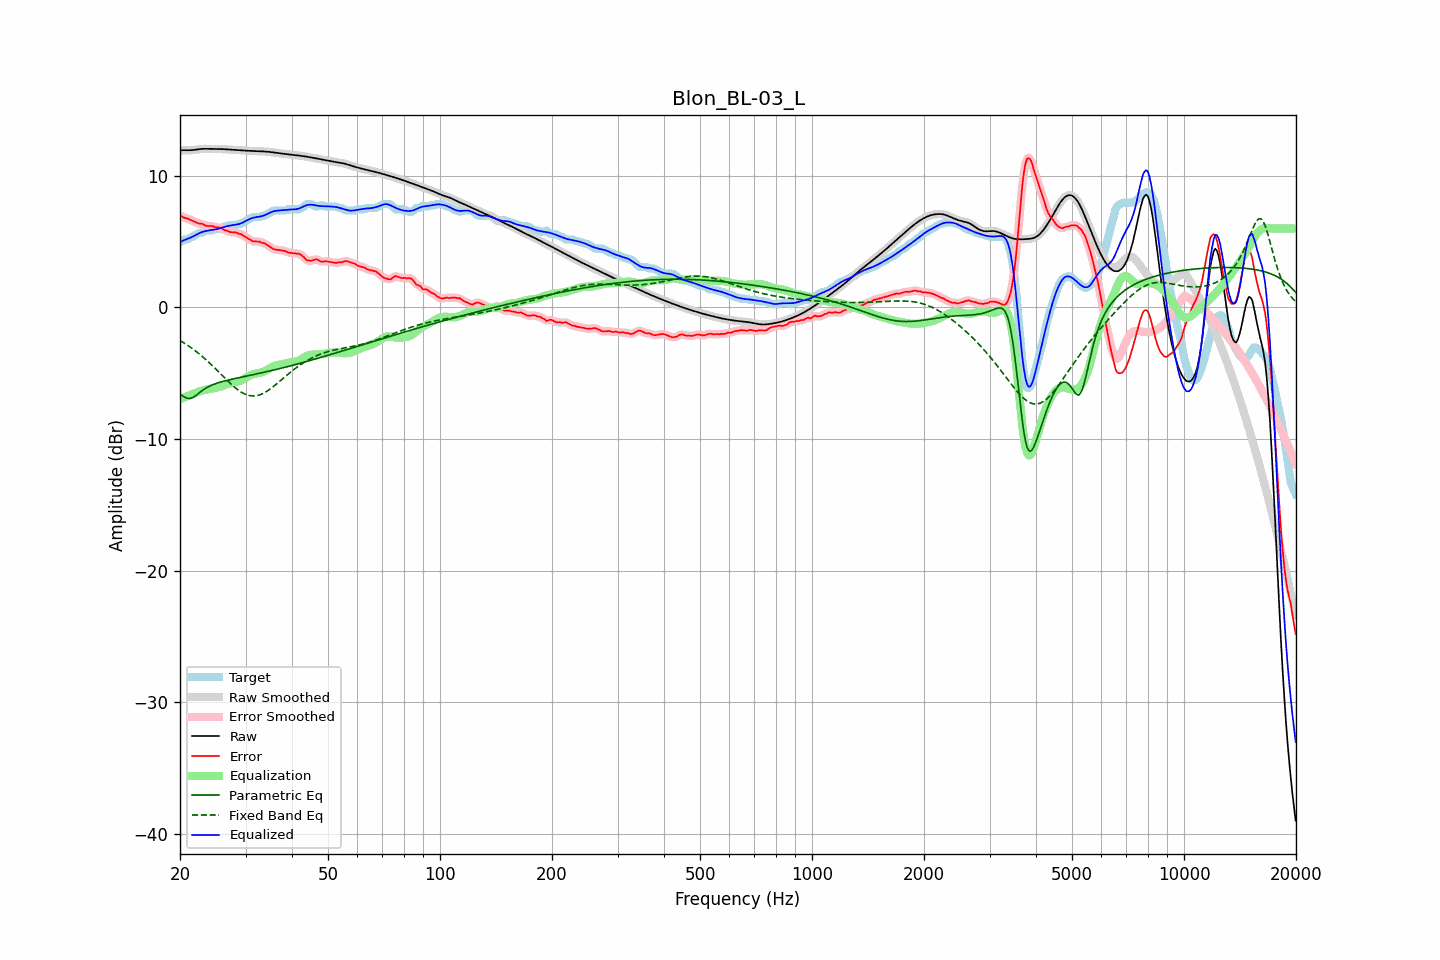 Blon_BL-03_L
Amplitude (dBr)
10
0
−10
−20
−30
−40
Target
Raw Smoothed
Error Smoothed
Raw
Error
Equalization
Parametric Eq
Fixed Band Eq
Equalized
20 50 100 200 500 1000 2000 5000 10000 20000
Frequency (Hz)